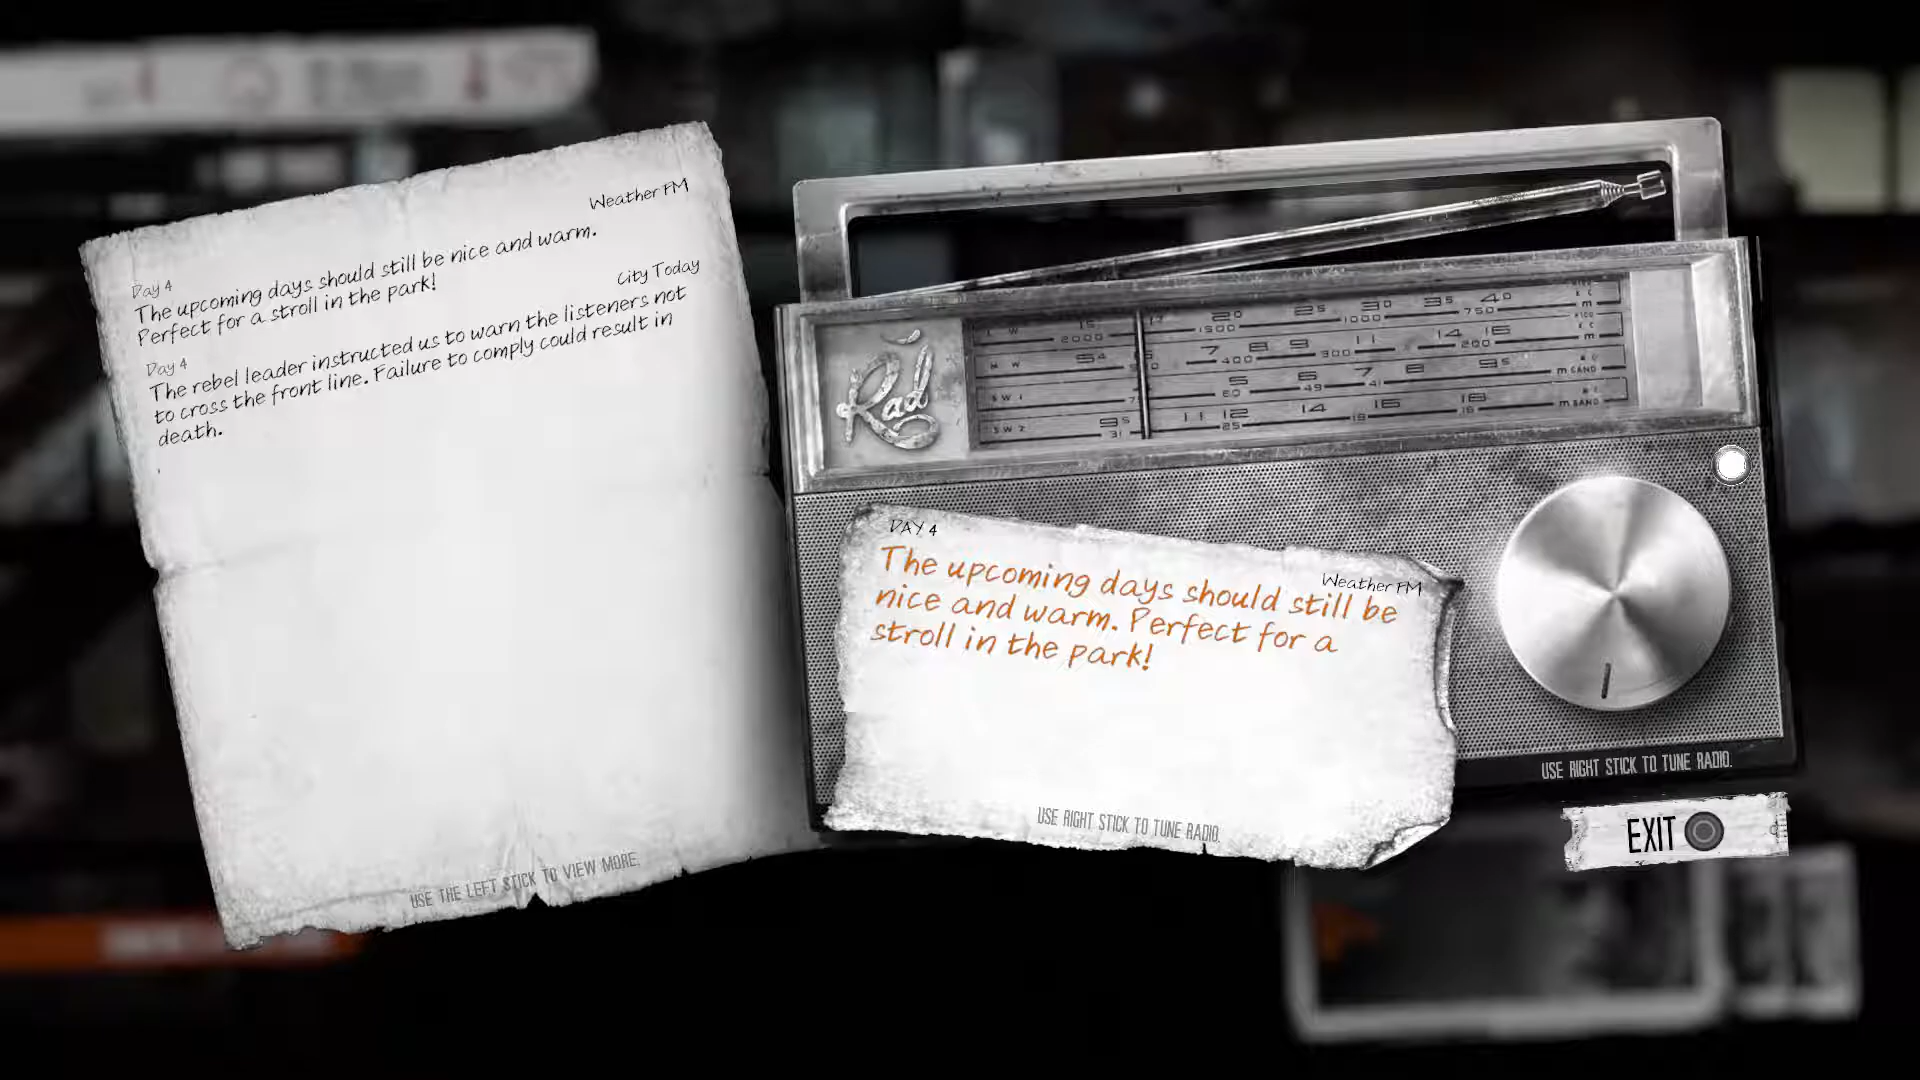 Weather FM
Day 4
The upcoming days should still be nice and warm.
Perfect for a stroll in the park!
City Today
Day 4
The rebel leader instructed us to warn the listeners not
to cross the front line. Failure to comply could result in
death.
USE THE LEFT STICK TO VIEW MORE.
Rad
DAY 4
Weather FM
The upcoming days should still be
nice and warm. Perfect for a
stroll in the park!
USE RIGHT STICK TO TUNE RADIO.
USE RIGHT STICK TO TUNE RADIO.
EXIT